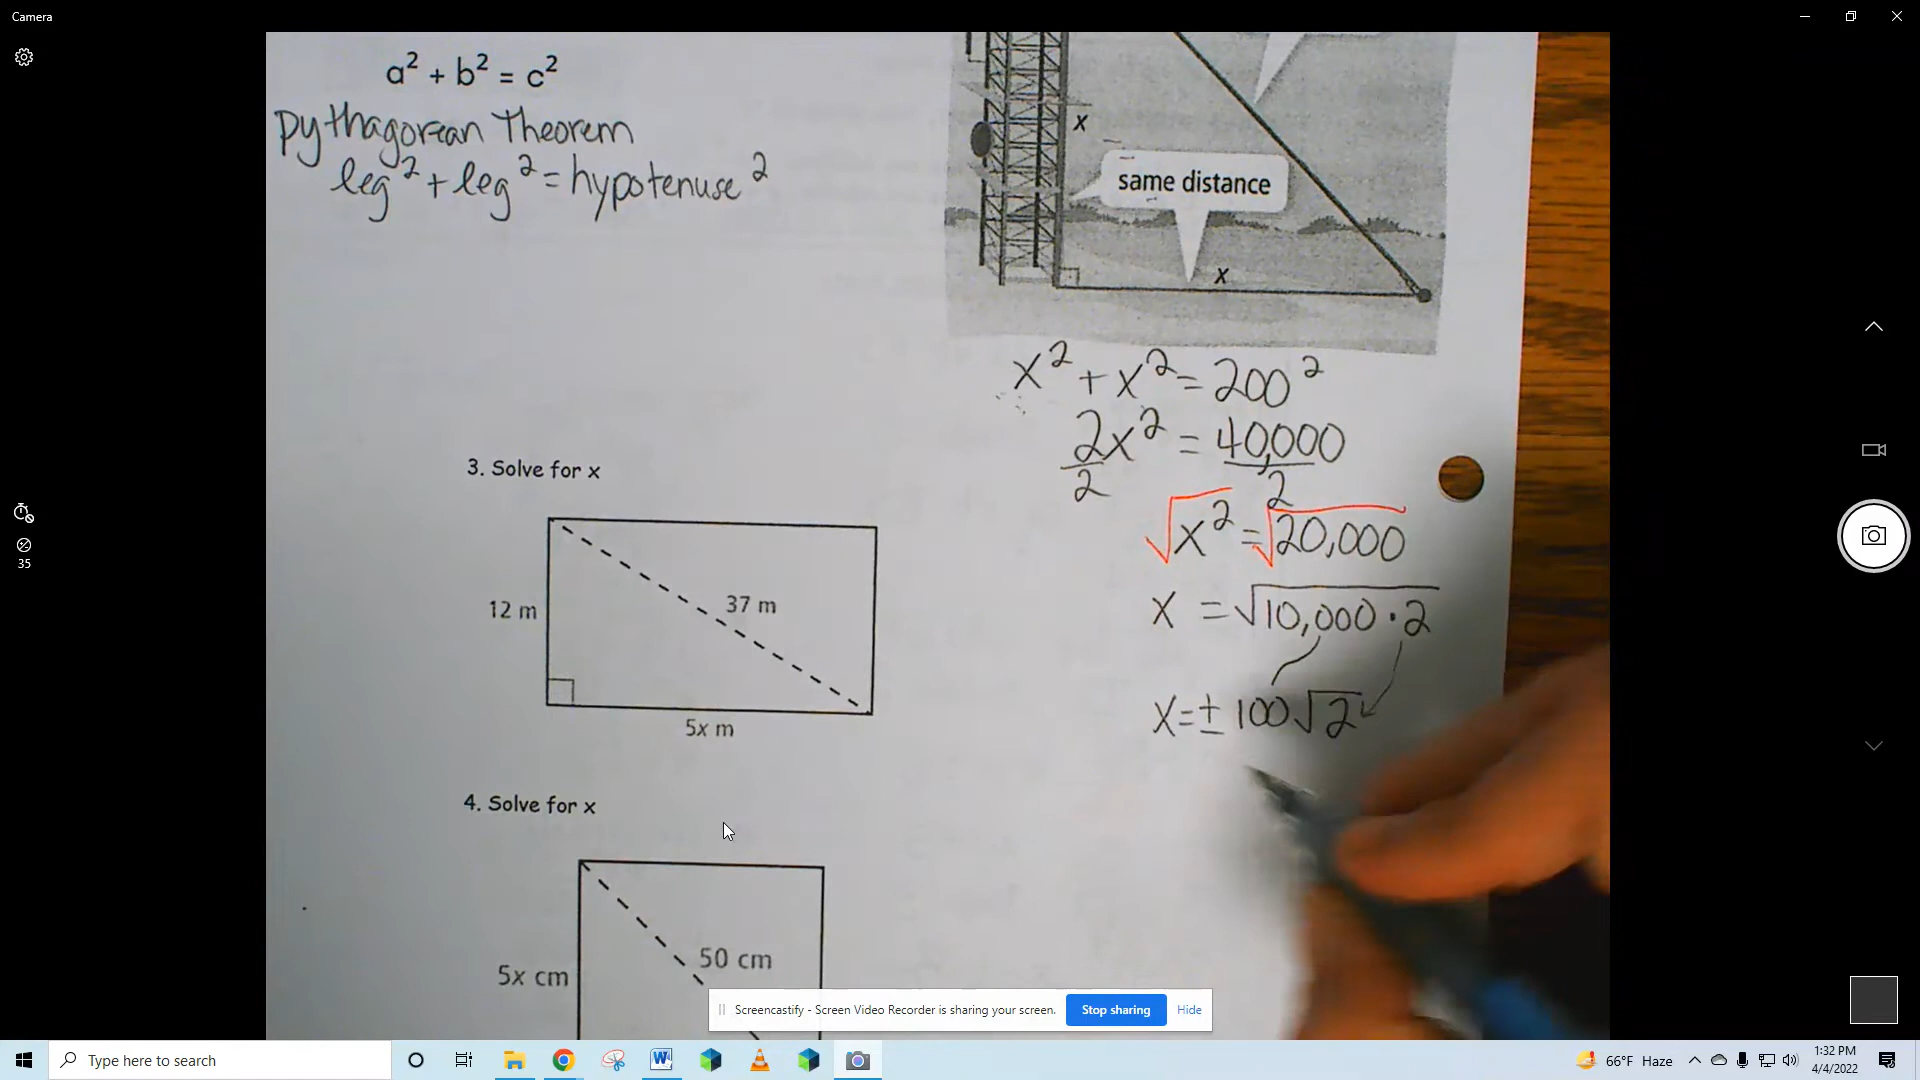 Camera
a² + b² = c²
Pythagorean Theorem
leg² + leg² = hypotenuse²
x
same distance
x
x² + x² = 200²
2x² = 40,000
2 2
√x² = √20,000
x = √10,000 · 2
x = ± 100√2
3. Solve for x
12 m
37 m
5x m
4. Solve for x
50 cm
5x cm
35
Screencastify - Screen Video Recorder is sharing your screen.
Stop sharing
Hide
Type here to search
66°F Haze
1:32 PM
4/4/2022